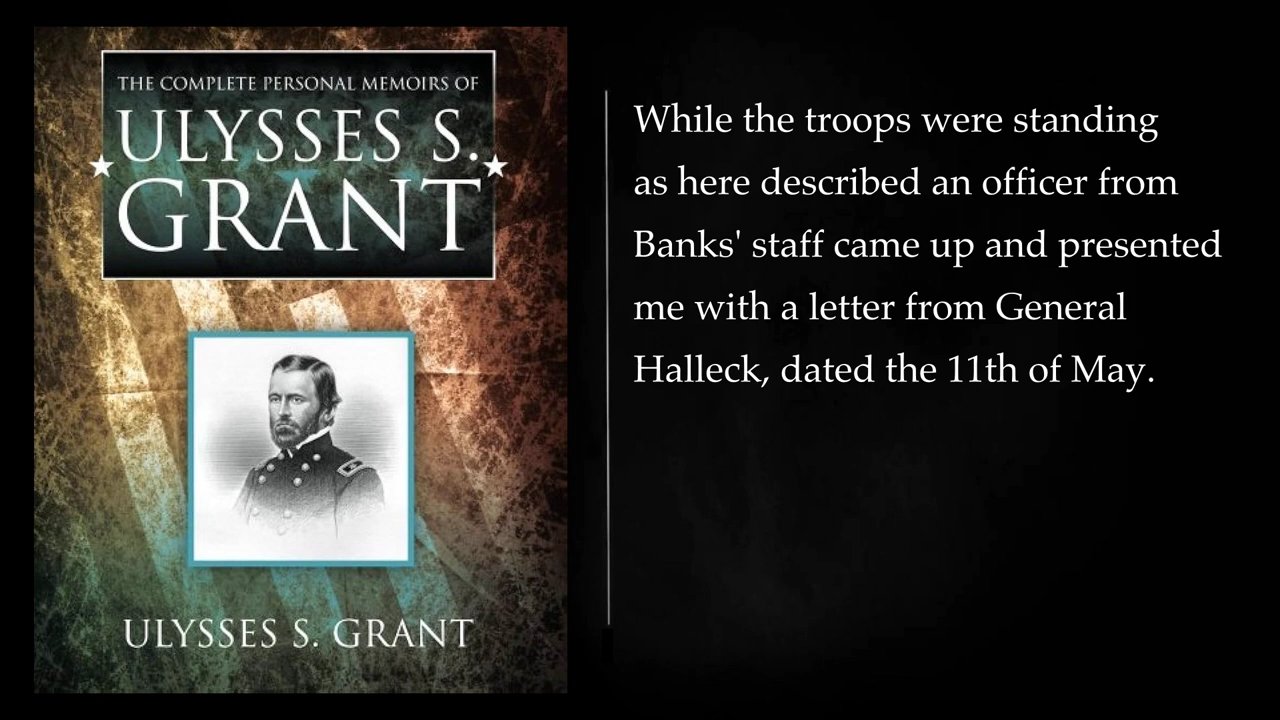 THE COMPLETE PERSONAL MEMOIRS OF
ULYSSES S.
GRANT
ULYSSES S. GRANT
While the troops were standing
as here described an officer from
Banks' staff came up and presented
me with a letter from General
Halleck, dated the 11th of May.